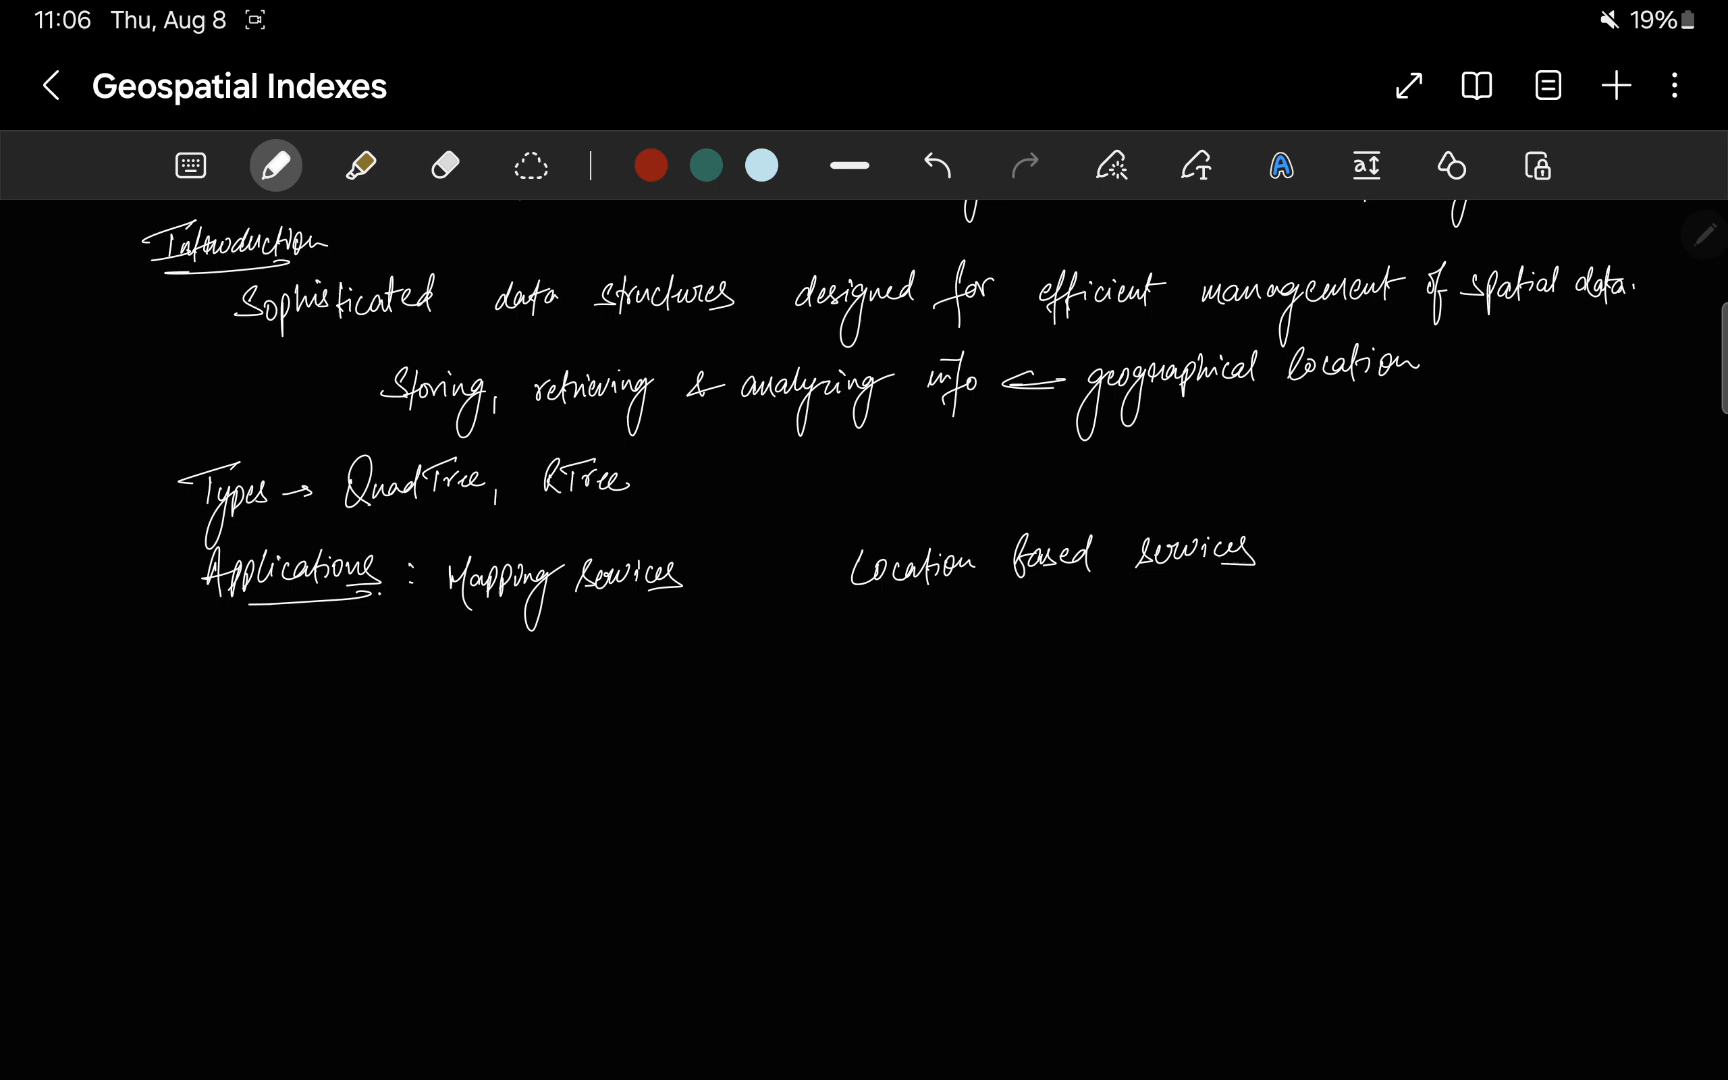 11:06 Thu, Aug 8 19%
Geospatial Indexes
Introduction
Sophisticated data structures designed for efficient management of spatial data.
Storing, retrieving & analyzing info ← geographical location
Types → QuadTree, RTree
Applications : Mapping services Location based services